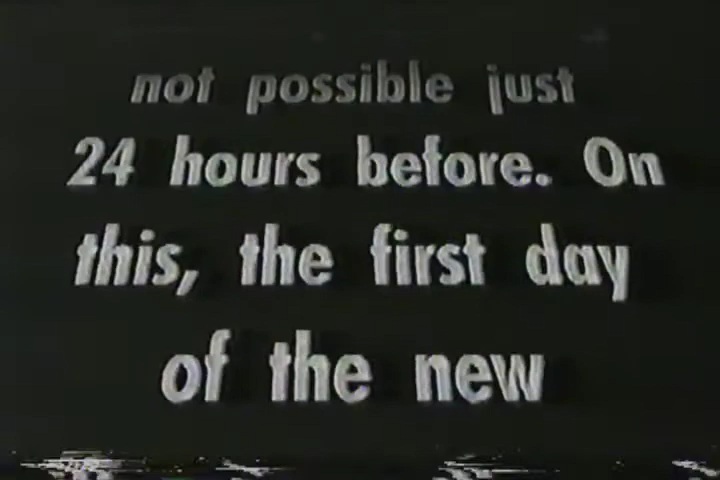 not possible just
24 hours before. On
this, the first day
of the new